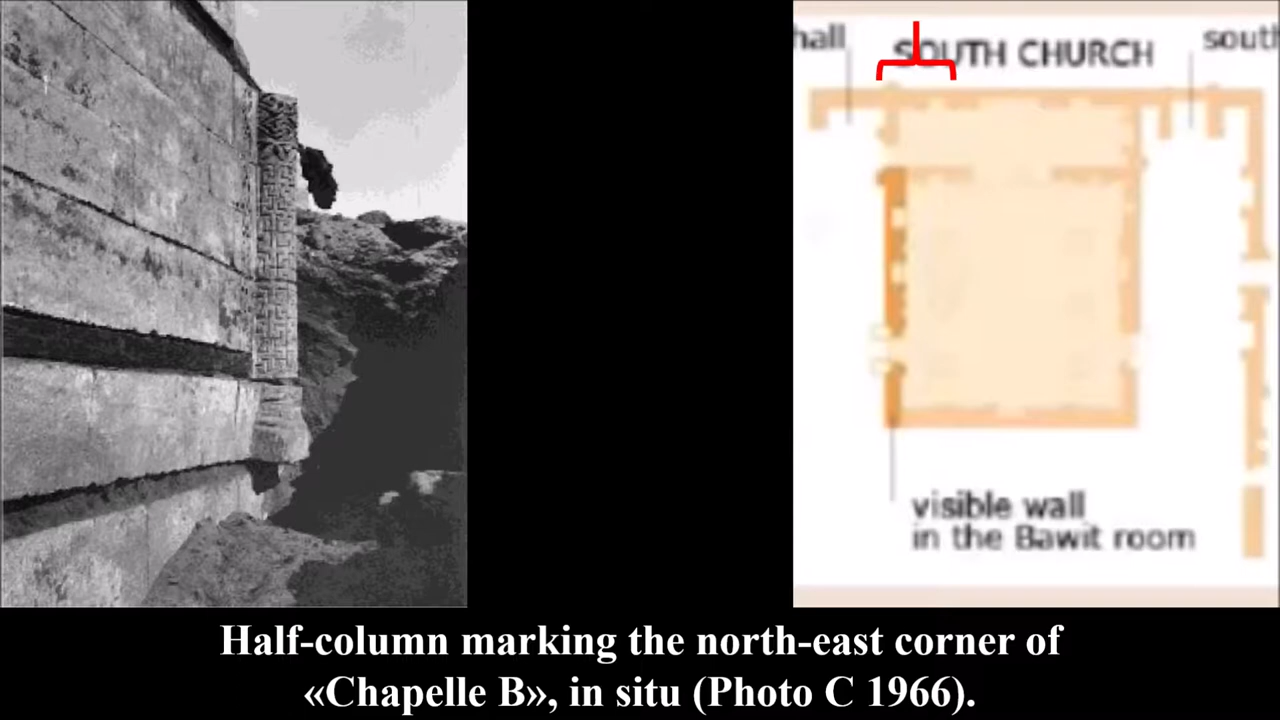 hall
SOUTH CHURCH
south
visible wall
in the Bawit room
Half-column marking the north-east corner of
«Chapelle B», in situ (Photo C 1966).